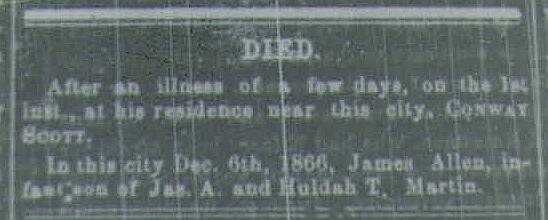 DIED.
After an illness of a few days, on the 1st
inst., at his residence near this city, CONWAY
SCOTT.
In this city Dec. 6th, 1866, James Allen, in-
fant son of Jas. A. and Huldah T. Martin.